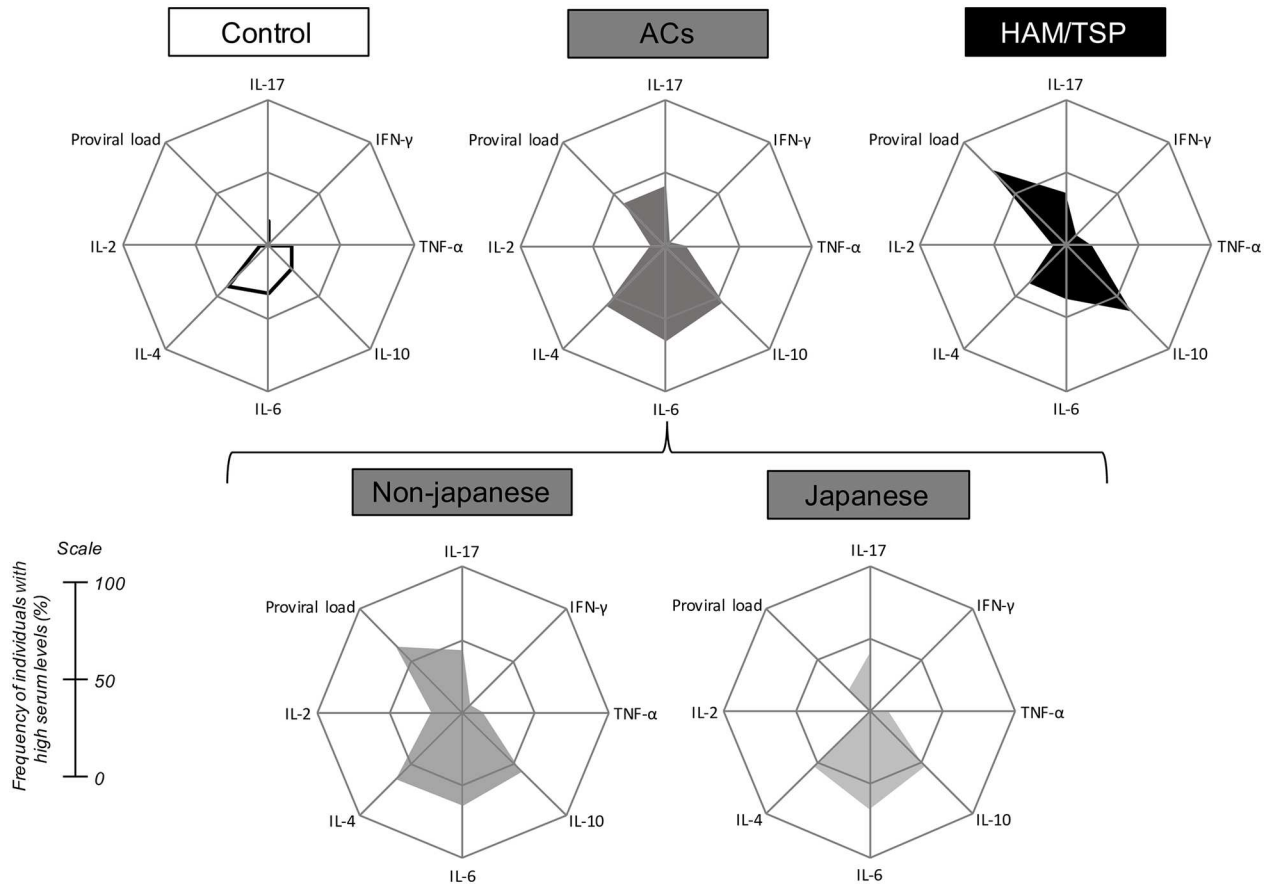 Control
ACs
HAM/TSP
IL-17
Proviral load
IFN-γ
IL-2
TNF-α
IL-4
IL-10
IL-6
IL-17
Proviral load
IFN-γ
IL-2
TNF-α
IL-4
IL-10
IL-6
IL-17
Proviral load
IFN-γ
IL-2
TNF-α
IL-4
IL-10
IL-6
Non-japanese
Japanese
Scale
100
50
0
Frequency of individuals with
high serum levels (%)
IL-17
Proviral load
IFN-γ
IL-2
TNF-α
IL-4
IL-10
IL-6
IL-17
Proviral load
IFN-γ
IL-2
TNF-α
IL-4
IL-10
IL-6